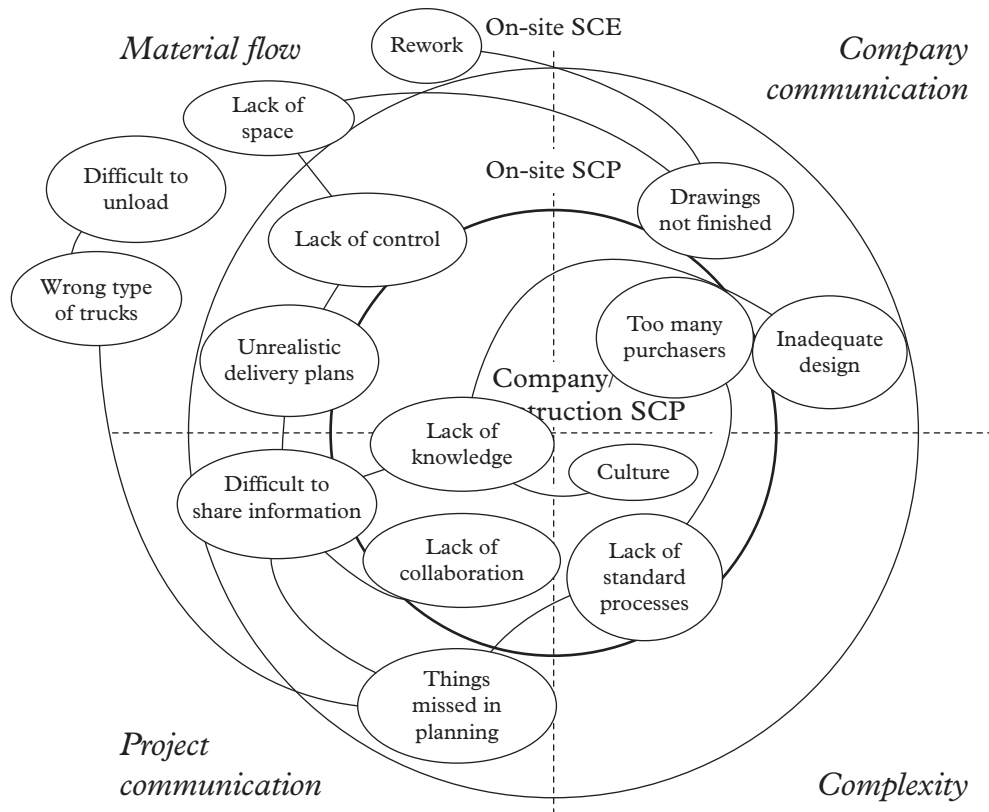 Material flow
On-site SCE
Company
communication
Rework
Lack of
space
Difficult to
unload
On-site SCP
Drawings
not finished
Lack of control
Wrong type
of trucks
Unrealistic
delivery plans
Too many
purchasers
Inadequate
design
Company/
struction SCP
Lack of
knowledge
Culture
Difficult to
share information
Lack of
collaboration
Lack of
standard
processes
Things
missed in
planning
Project
communication
Complexity